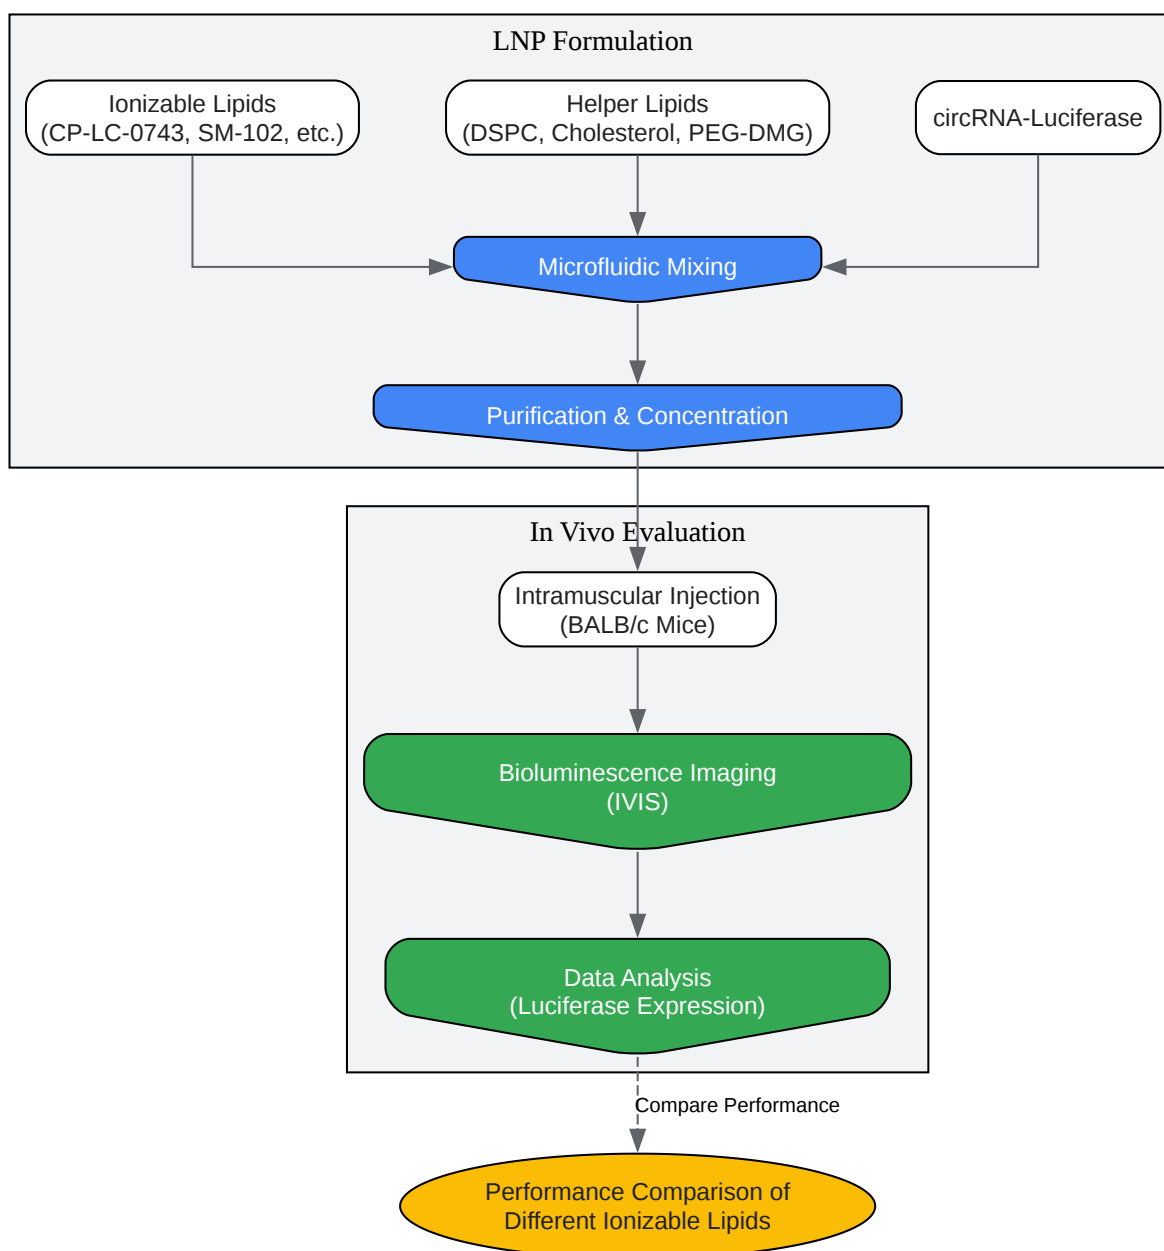 LNP Formulation
Ionizable Lipids
(CP-LC-0743, SM-102, etc.)
Helper Lipids
(DSPC, Cholesterol, PEG-DMG)
circRNA-Luciferase
Microfluidic Mixing
Purification & Concentration
In Vivo Evaluation
Intramuscular Injection
(BALB/c Mice)
Bioluminescence Imaging
(IVIS)
Data Analysis
(Luciferase Expression)
Compare Performance
Performance Comparison of
Different Ionizable Lipids